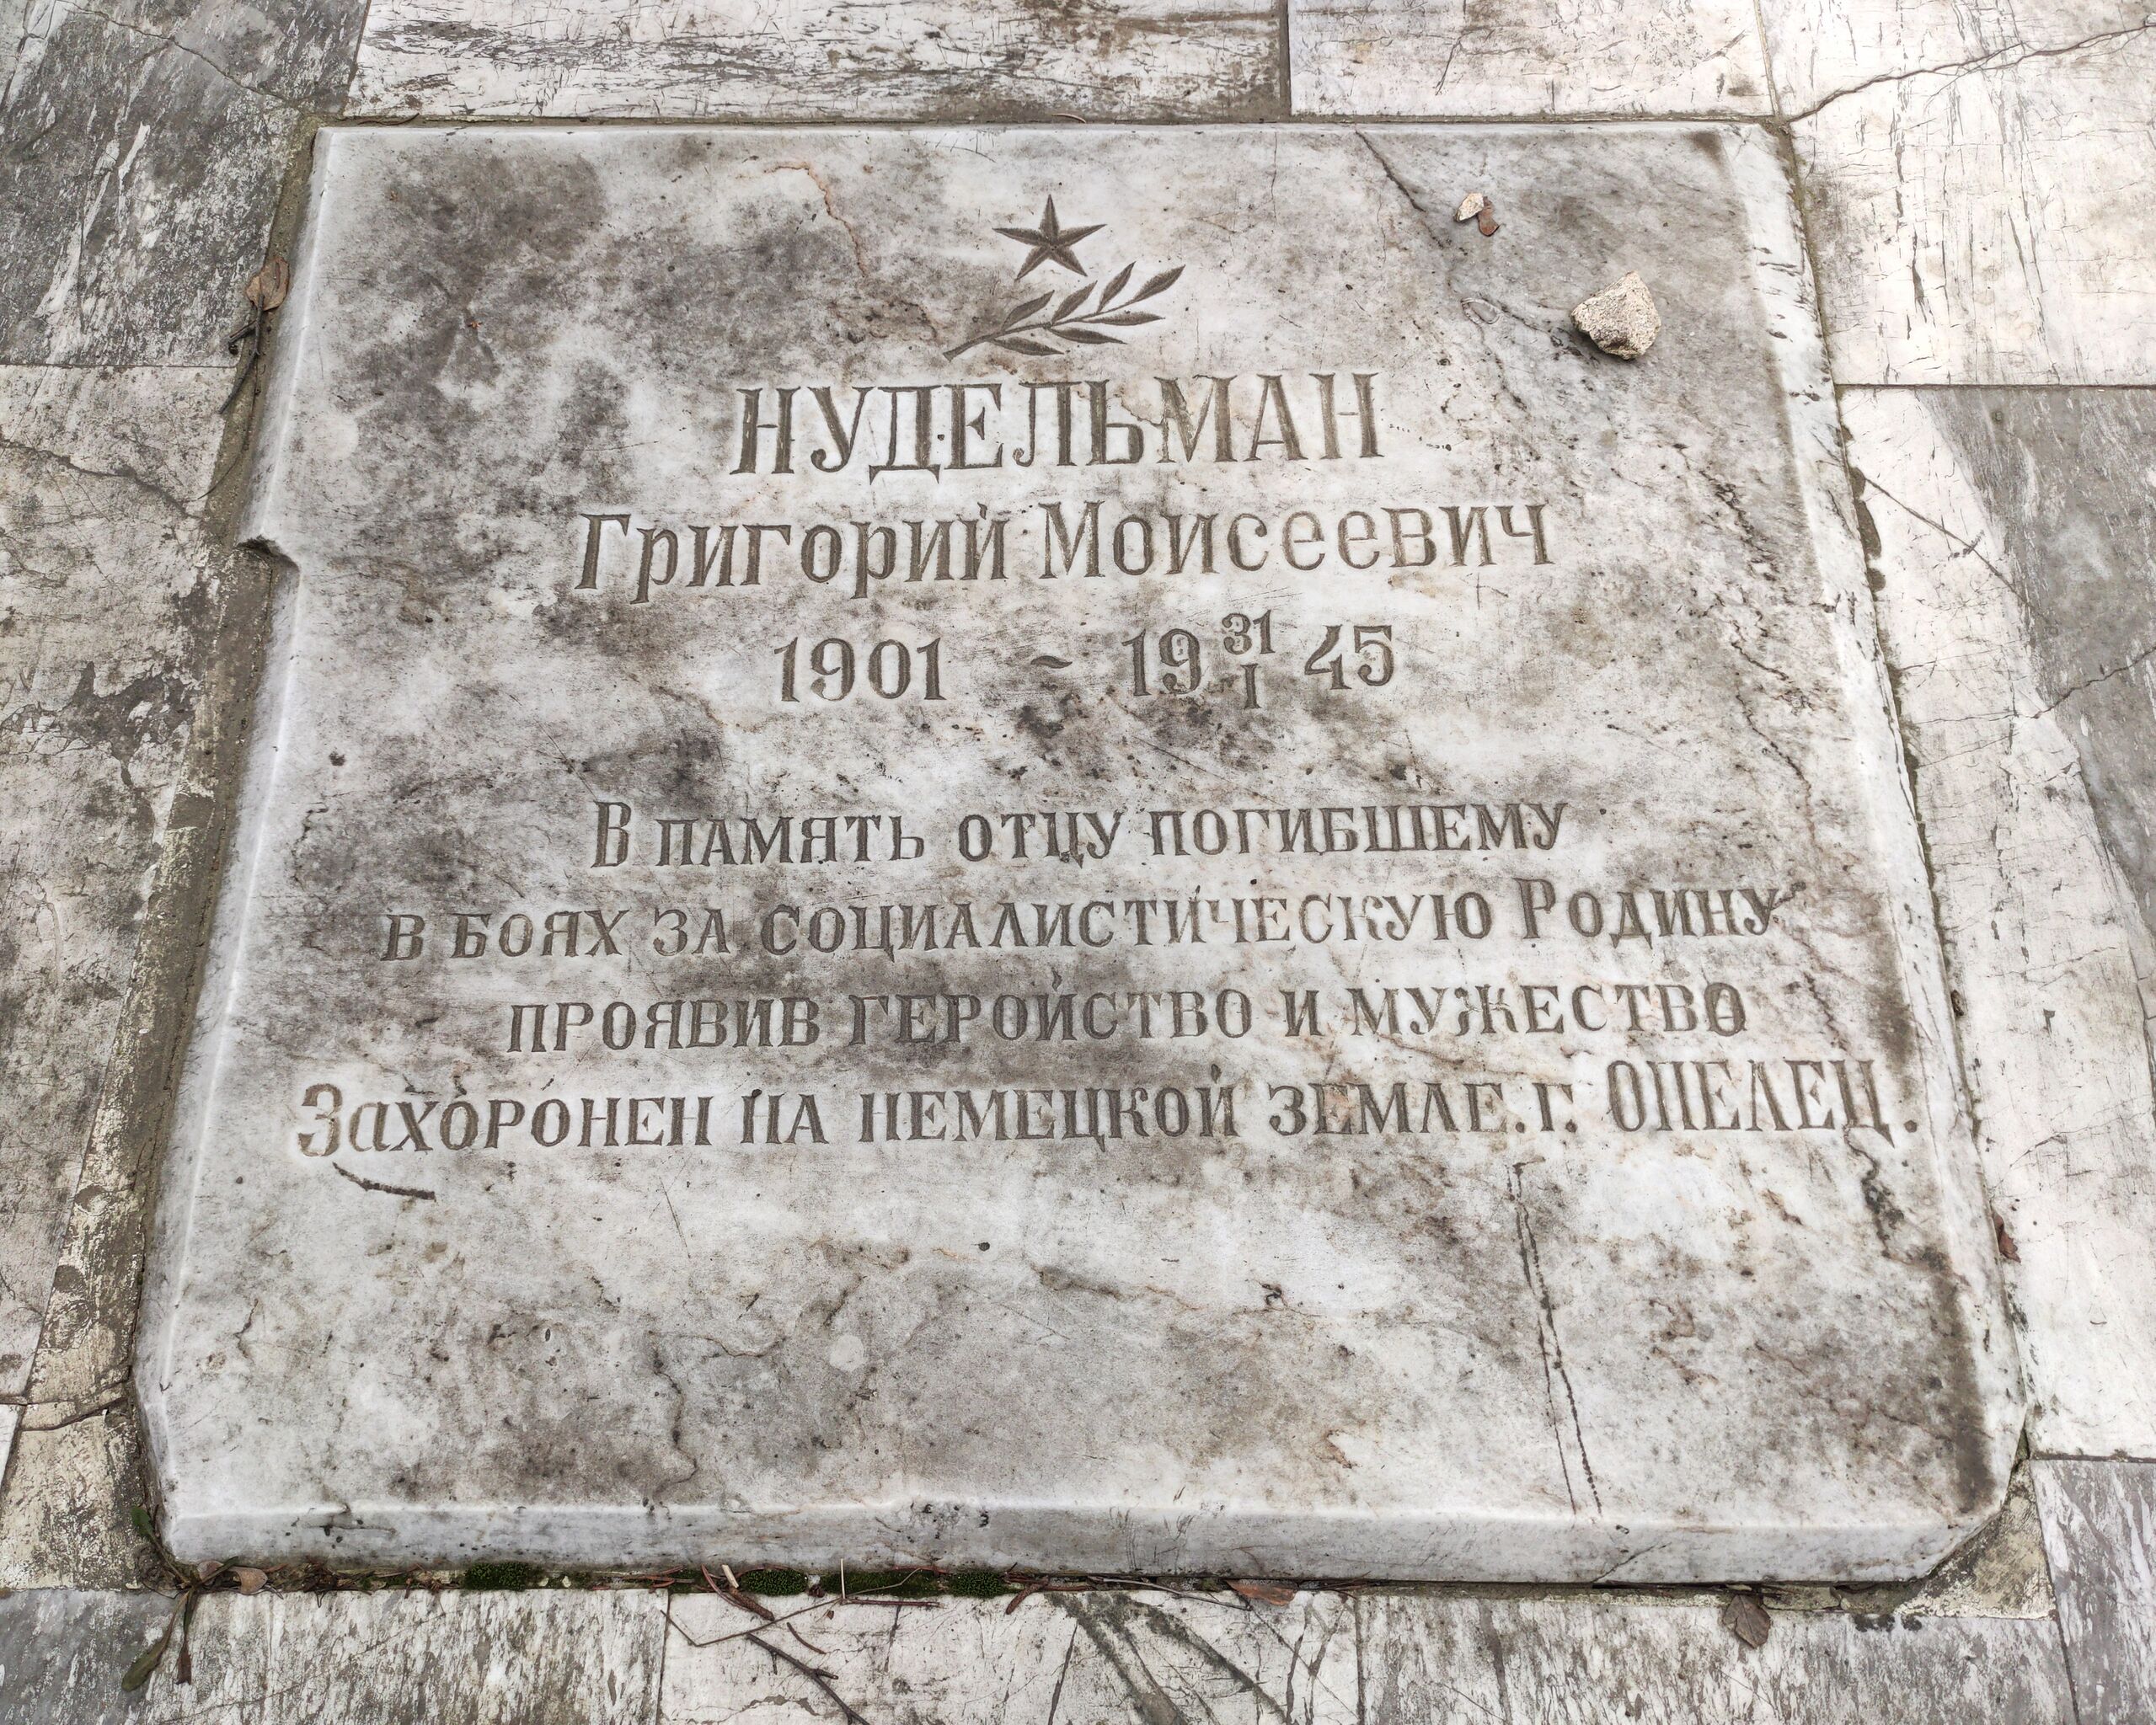 НУДЕЛЬМАН
Григорий Моисеевич
1901 - 19 31/I 45
В ПАМЯТЬ ОТЦУ ПОГИБШЕМУ
В БОЯХ ЗА СОЦИАЛИСТИЧЕСКУЮ РОДИНУ
ПРОЯВИВ ГЕРОЙСТВО И МУЖЕСТВО
ЗаХОРОНЕН НА НЕМЕЦКОЙ ЗЕМЛЕ. г. ОПЕЛЕЦ.